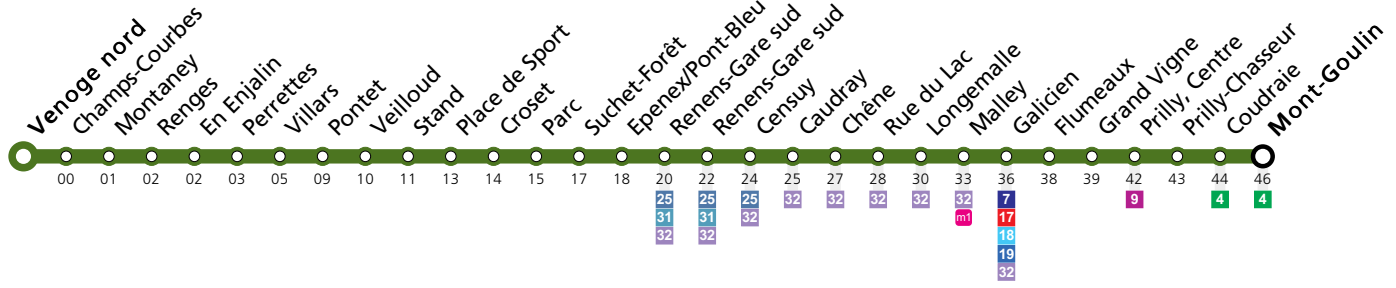 Venoge nord
Champs-Courbes
Montaney
Renges
En Enjalin
Perrettes
Villars
Pontet
Veilloud
Stand
Place de Sport
Croset
Parc
Suchet-Forêt
Epenex/Pont-Bleu
Renens-Gare sud
Renens-Gare sud
Censuy
Caudray
Chêne
Rue du Lac
Longemalle
Malley
Galicien
Flumeaux
Grand Vigne
Prilly, Centre
Prilly-Chasseur
Coudraie
Mont-Goulin
00 01 02 02 03 05 09 10 11 13 14 15 17 18 20 22 24 25 27 28 30 33 36 38 39 42 43 44 46
25 25 25 32 32 32 32 32 7 9 4 4
31 31 32 m1 17
32 32 18
19
32